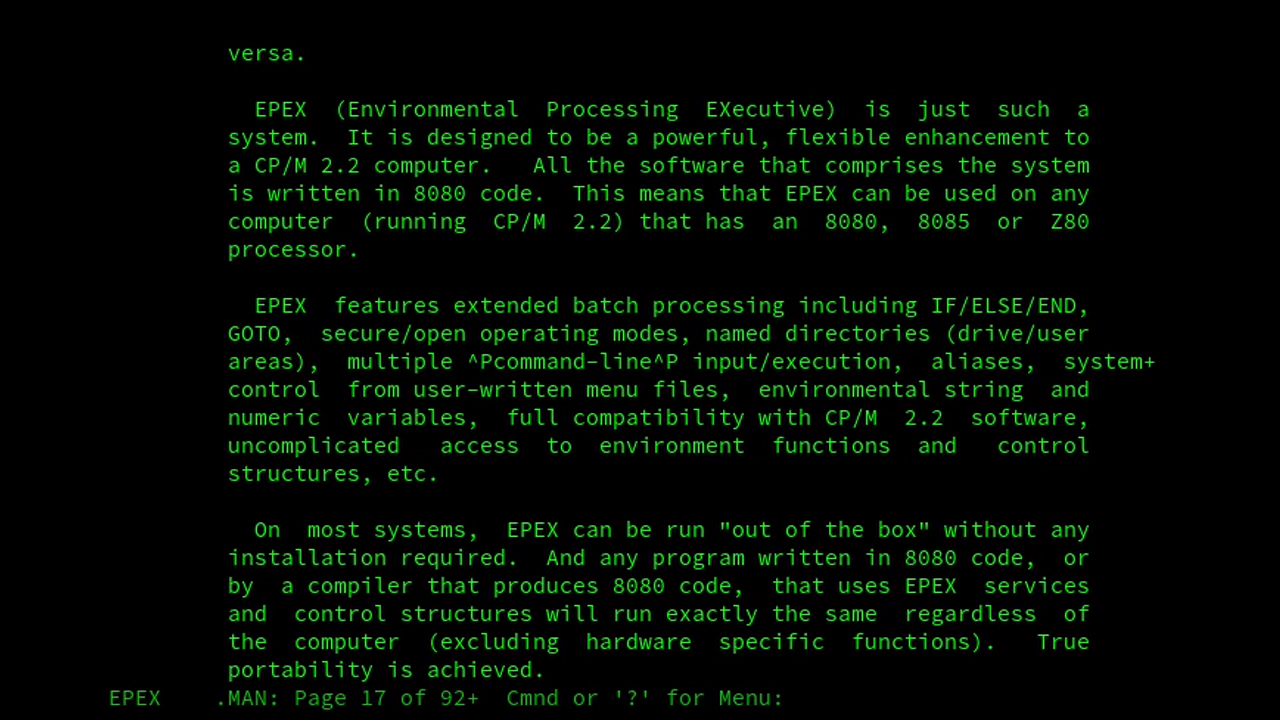 versa.
EPEX (Environmental Processing EXecutive) is just such a
system. It is designed to be a powerful, flexible enhancement to
a CP/M 2.2 computer. All the software that comprises the system
is written in 8080 code. This means that EPEX can be used on any
computer (running CP/M 2.2) that has an 8080, 8085 or Z80
processor.
EPEX features extended batch processing including IF/ELSE/END,
GOTO, secure/open operating modes, named directories (drive/user
areas), multiple ^Pcommand-line^P input/execution, aliases, system+
control from user-written menu files, environmental string and
numeric variables, full compatibility with CP/M 2.2 software,
uncomplicated access to environment functions and control
structures, etc.
On most systems, EPEX can be run "out of the box" without any
installation required. And any program written in 8080 code, or
by a compiler that produces 8080 code, that uses EPEX services
and control structures will run exactly the same regardless of
the computer (excluding hardware specific functions). True
portability is achieved.
EPEX .MAN: Page 17 of 92+ Cmnd or '?' for Menu: